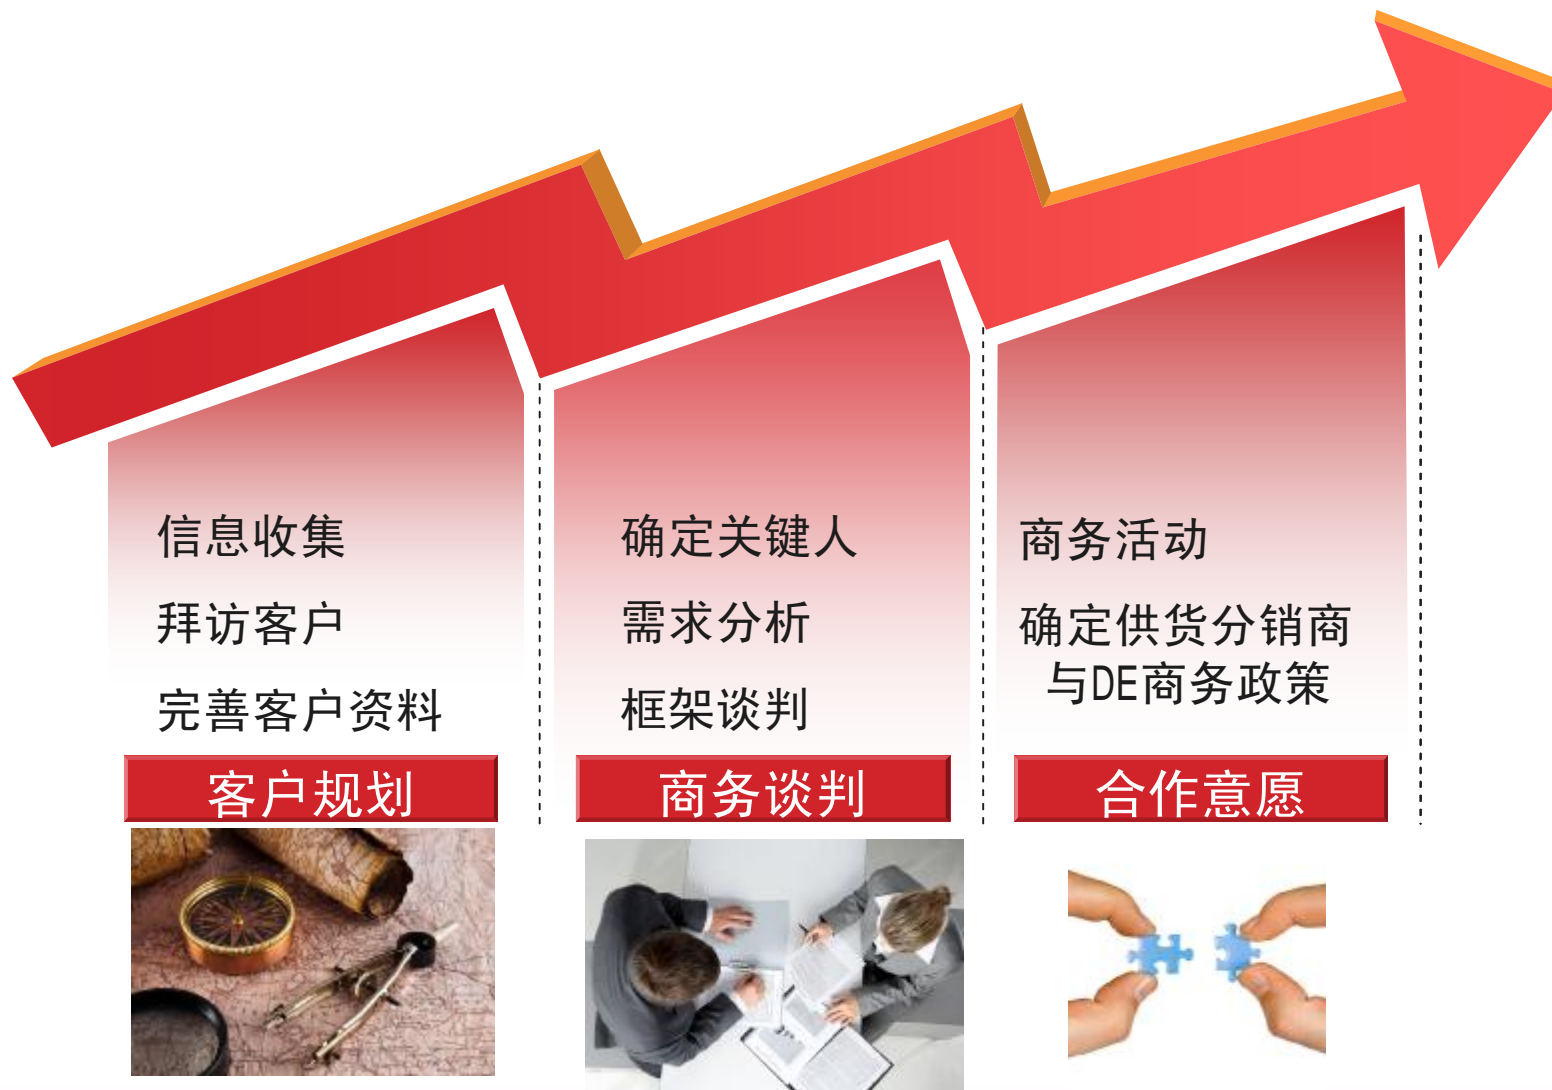 信息收集
拜访客户
完善客户资料
客户规划
确定关键人
需求分析
框架谈判
商务谈判
商务活动
确定供货分销商
与DE商务政策
合作意愿